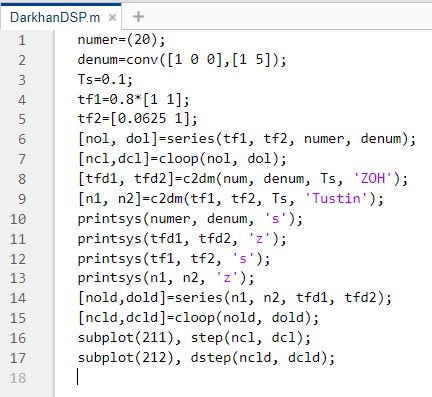 DarkhanDSP.m × +
1 numer=(20);
2 denum=conv([1 0 0],[1 5]);
3 Ts=0.1;
4 tf1=0.8*[1 1];
5 tf2=[0.0625 1];
6 [nol, dol]=series(tf1, tf2, numer, denum);
7 [ncl,dcl]=cloop(nol, dol);
8 [tfd1, tfd2]=c2dm(num, denum, Ts, 'ZOH');
9 [n1, n2]=c2dm(tf1, tf2, Ts, 'Tustin');
10 printsys(numer, denum, 's');
11 printsys(tfd1, tfd2, 'z');
12 printsys(tf1, tf2, 's');
13 printsys(n1, n2, 'z');
14 [nold,dold]=series(n1, n2, tfd1, tfd2);
15 [ncld,dcld]=cloop(nold, dold);
16 subplot(211), step(ncl, dcl);
17 subplot(212), dstep(ncld, dcld);
18